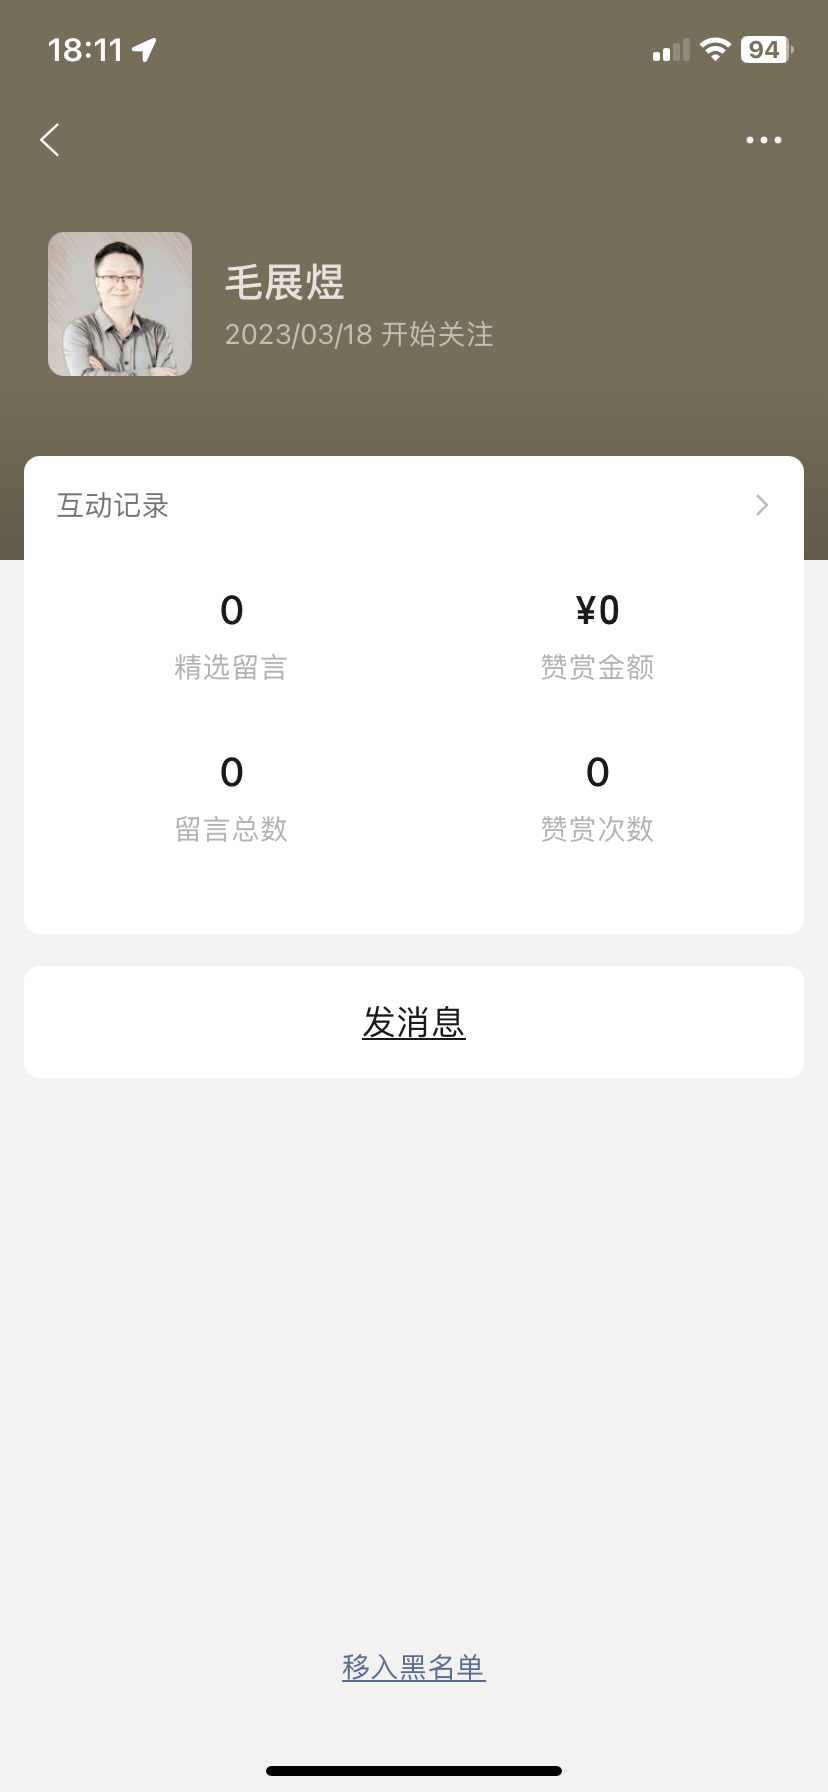 18:11
94
毛展煜
2023/03/18 开始关注
互动记录
0
¥0
精选留言
赞赏金额
0
0
留言总数
赞赏次数
发消息
移入黑名单